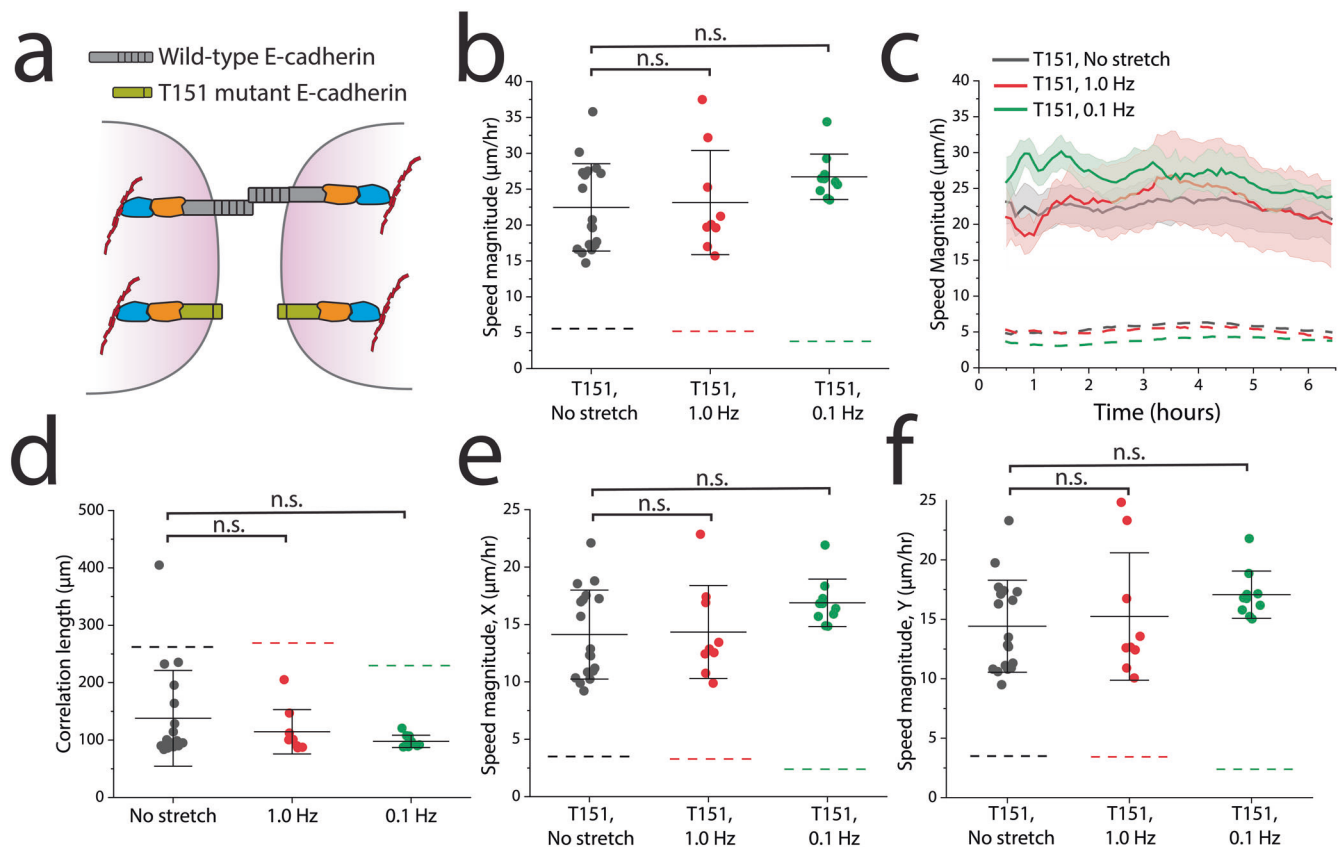 a
Wild-type E-cadherin
T151 mutant E-cadherin
b
n.s.
n.s.
Speed magnitude (μm/hr)
40
35
30
25
20
15
10
5
0
T151,
No stretch
T151,
1.0 Hz
T151,
0.1 Hz
c
T151, No stretch
T151, 1.0 Hz
T151, 0.1 Hz
Speed Magnitude (μm/h)
40
35
30
25
20
15
10
5
0
0
1
2
3
4
5
6
Time (hours)
d
n.s.
n.s.
Correlation length (μm)
500
400
300
200
100
0
No stretch
1.0 Hz
0.1 Hz
e
n.s.
n.s.
Speed magnitude, X (μm/hr)
25
20
15
10
5
0
T151,
No stretch
T151,
1.0 Hz
T151,
0.1 Hz
f
n.s.
n.s.
Speed magnitude, Y (μm/hr)
25
20
15
10
5
0
T151,
No stretch
T151,
1.0 Hz
T151,
0.1 Hz